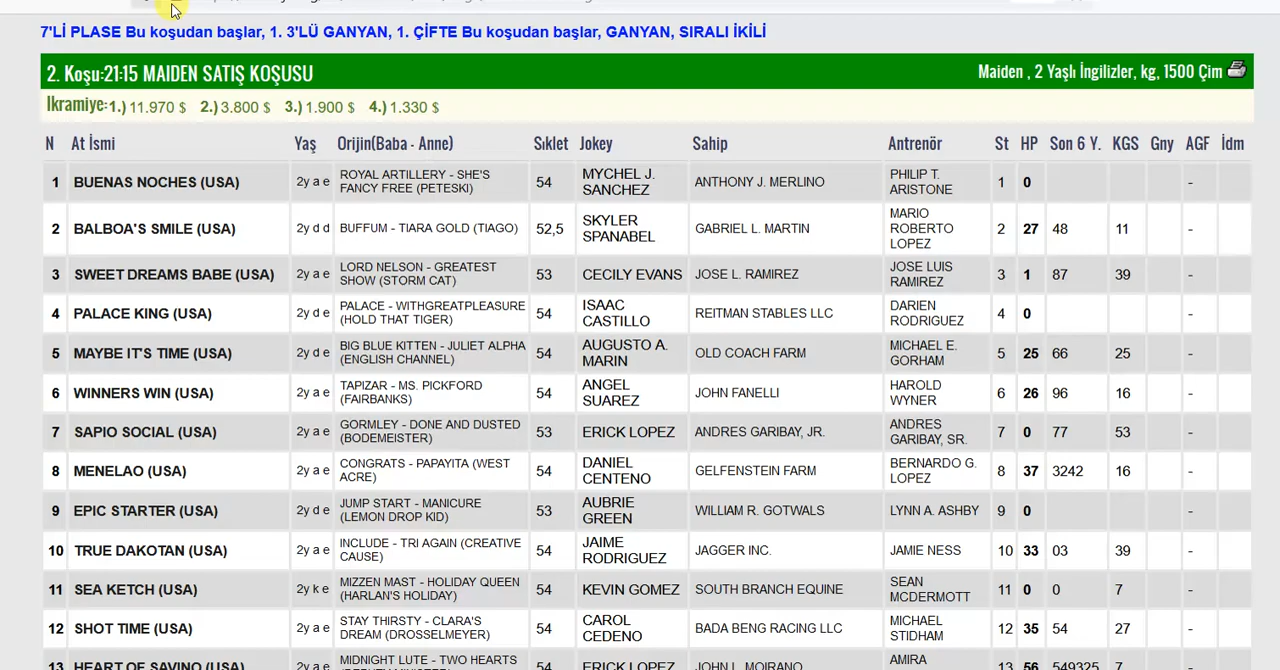 7'Lİ PLASE Bu koşudan başlar, 1. 3'LÜ GANYAN, 1. ÇİFTE Bu koşudan başlar, GANYAN, SIRALI İKİLİ
2. Koşu:21:15 MAIDEN SATIŞ KOŞUSU Maiden , 2 Yaşlı İngilizler, kg, 1500 Çim
İkramiye:1.) 11.970 $ 2.) 3.800 $ 3.) 1.900 $ 4.) 1.330 $
N At İsmi Yaş Orijin(Baba - Anne) Sıklet Jokey Sahip Antrenör St HP Son 6 Y. KGS Gny AGF İdm
1 BUENAS NOCHES (USA) 2y a e ROYAL ARTILLERY - SHE'S 54 MYCHEL J. ANTHONY J. MERLINO PHILIP T. 1 0 -
FANCY FREE (PETESKI) SANCHEZ ARISTONE
2 BALBOA'S SMILE (USA) 2y d d BUFFUM - TIARA GOLD (TIAGO) 52,5 SKYLER GABRIEL L. MARTIN MARIO 2 27 48 11 -
SPANABEL ROBERTO
LOPEZ
3 SWEET DREAMS BABE (USA) 2y a e LORD NELSON - GREATEST 53 CECILY EVANS JOSE L. RAMIREZ JOSE LUIS 3 1 87 39 -
SHOW (STORM CAT) RAMIREZ
4 PALACE KING (USA) 2y d e PALACE - WITHGREATPLEASURE 54 ISAAC REITMAN STABLES LLC DARIEN 4 0 -
(HOLD THAT TIGER) CASTILLO RODRIGUEZ
5 MAYBE IT'S TIME (USA) 2y d e BIG BLUE KITTEN - JULIET ALPHA 54 AUGUSTO A. OLD COACH FARM MICHAEL E. 5 25 66 25 -
(ENGLISH CHANNEL) MARIN GORHAM
6 WINNERS WIN (USA) 2y a e TAPIZAR - MS. PICKFORD 54 ANGEL JOHN FANELLI HAROLD 6 26 96 16 -
(FAIRBANKS) SUAREZ WYNER
7 SAPIO SOCIAL (USA) 2y a e GORMLEY - DONE AND DUSTED 53 ERICK LOPEZ ANDRES GARIBAY, JR. ANDRES 7 0 77 53 -
(BODEMEISTER) GARIBAY, SR.
8 MENELAO (USA) 2y a e CONGRATS - PAPAYITA (WEST 54 DANIEL GELFENSTEIN FARM BERNARDO G. 8 37 3242 16 -
ACRE) CENTENO LOPEZ
9 EPIC STARTER (USA) 2y d e JUMP START - MANICURE 53 AUBRIE WILLIAM R. GOTWALS LYNN A. ASHBY 9 0 -
(LEMON DROP KID) GREEN
10 TRUE DAKOTAN (USA) 2y a e INCLUDE - TRI AGAIN (CREATIVE 54 JAIME JAGGER INC. JAMIE NESS 10 33 03 39 -
CAUSE) RODRIGUEZ
11 SEA KETCH (USA) 2y k e MIZZEN MAST - HOLIDAY QUEEN 54 KEVIN GOMEZ SOUTH BRANCH EQUINE SEAN 11 0 0 7 -
(HARLAN'S HOLIDAY) MCDERMOTT
12 SHOT TIME (USA) 2y a e STAY THIRSTY - CLARA'S 54 CAROL BADA BENG RACING LLC MICHAEL 12 35 54 27 -
DREAM (DROSSELMEYER) CEDENO STIDHAM
13 HEART OF SAVINO (USA) 2y a e MIDNIGHT LUTE - TWO HEARTS 54 ERICK LOPEZ JOHN L. MOIRANO AMIRA 13 56 549325 7 -